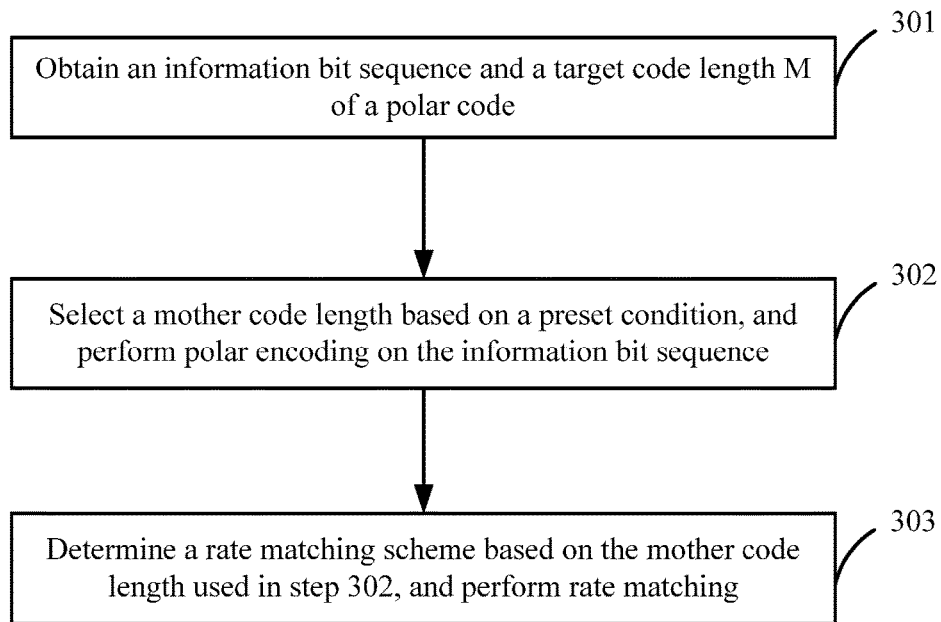 301
Obtain an information bit sequence and a target code length M
of a polar code
302
Select a mother code length based on a preset condition, and
perform polar encoding on the information bit sequence
303
Determine a rate matching scheme based on the mother code
length used in step 302, and perform rate matching